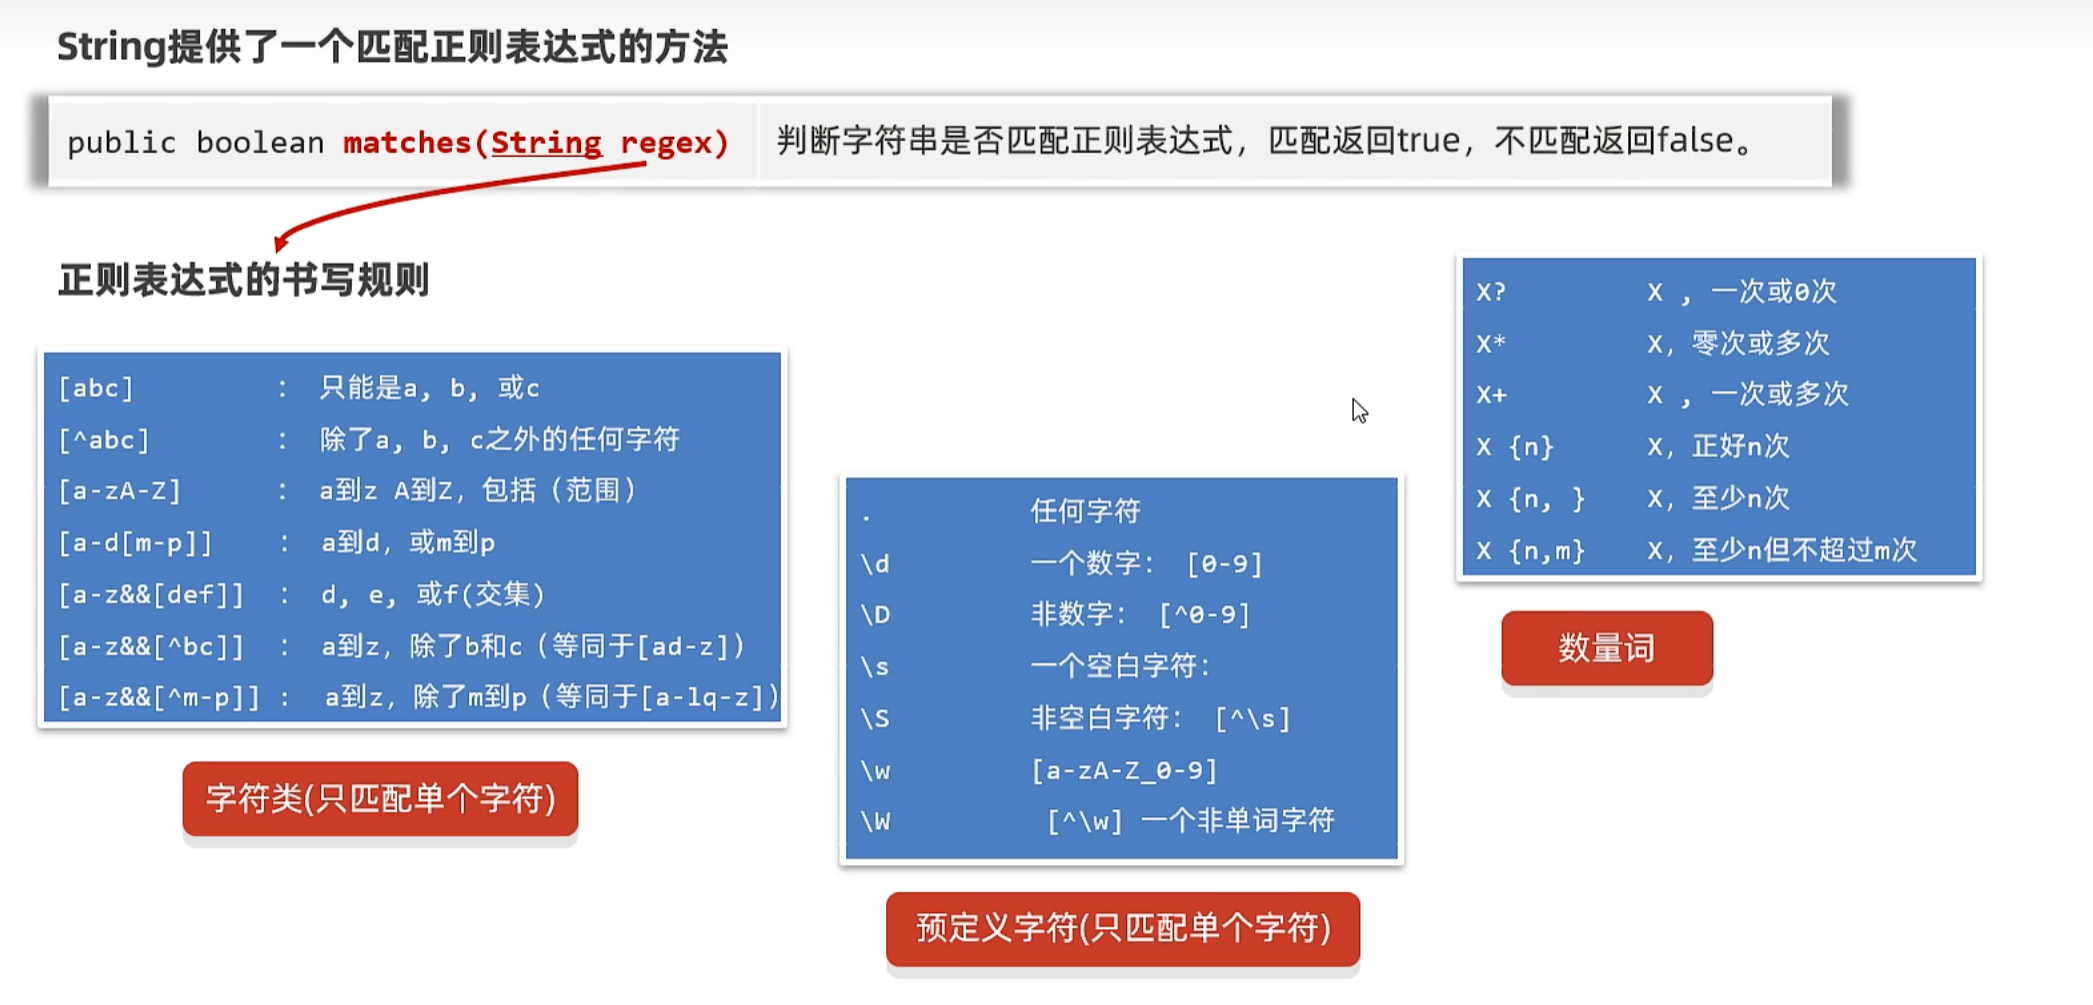 String提供了一个匹配正则表达式的方法
public boolean matches(String regex) 判断字符串是否匹配正则表达式，匹配返回true，不匹配返回false。
正则表达式的书写规则
[abc] : 只能是a, b, 或c
[^abc] : 除了a, b, c之外的任何字符
[a-zA-Z] : a到z A到Z，包括（范围）
[a-d[m-p]] : a到d，或m到p
[a-z&&[def]] : d, e, 或f(交集)
[a-z&&[^bc]] : a到z，除了b和c（等同于[ad-z]）
[a-z&&[^m-p]] : a到z，除了m到p（等同于[a-lq-z]）
字符类(只匹配单个字符)
. 任何字符
\d 一个数字： [0-9]
\D 非数字： [^0-9]
\s 一个空白字符：
\S 非空白字符： [^\s]
\w [a-zA-Z_0-9]
\W [^\w] 一个非单词字符
预定义字符(只匹配单个字符)
X? X , 一次或0次
X* X，零次或多次
X+ X , 一次或多次
X {n} X，正好n次
X {n, } X，至少n次
X {n,m} X，至少n但不超过m次
数量词